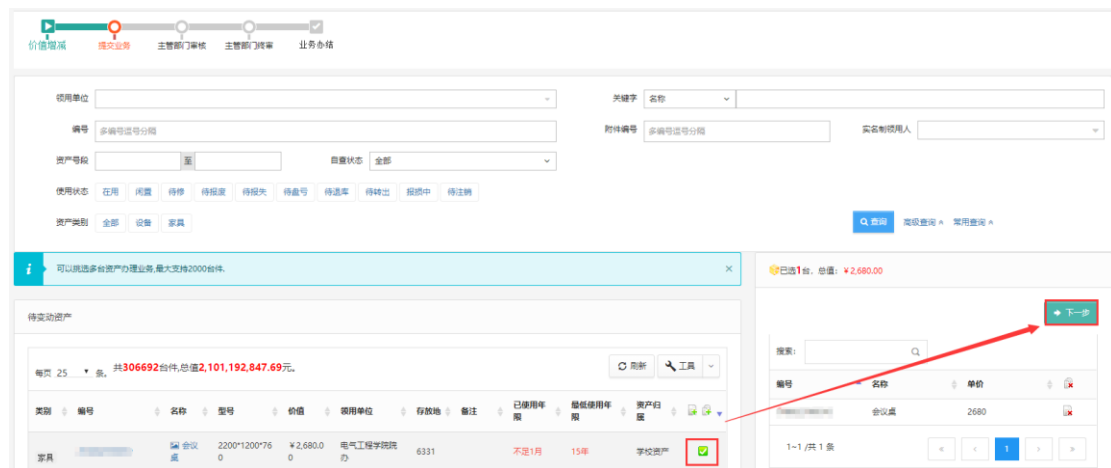 价值增减 提交业务 主管部门审核 主管部门终审 业务办结
领用单位 关键字 名称
编号 多编号逗号分隔 附件编号 多编号逗号分隔 实名制领用人
资产号段 至 自查状态 全部
使用状态 在用 闲置 待修 待报废 待报失 待盘亏 待退库 待转出 报损中 待注销
资产类别 全部 设备 家具 查询 高级查询 常用查询
i 可以挑选多台资产办理业务,最大支持2000台件. ×
已选1台、总值: ￥2,680.00
待变动资产
下一步
每页 25 条。 共306692台件,总值2,101,192,847.69元。 刷新 工具
搜索:
编号 名称 单价
类别 编号 名称 型号 价值 领用单位 存放地 备注 已使用年限 最低使用年限 资产归属
会议桌 2680
家具 会议桌 2200*1200*760 ￥2,680.00 电气工程学院院办 6331 不足1月 15年 学校资产
1~1 /共 1 条 « ‹ 1 › »